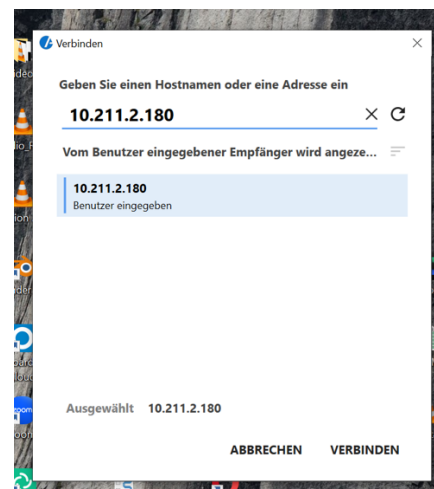 Verbinden
Geben Sie einen Hostnamen oder eine Adresse ein
10.211.2.180
Vom Benutzer eingegebener Empfänger wird angeze...
10.211.2.180
Benutzer eingegeben
Ausgewählt 10.211.2.180
ABBRECHEN VERBINDEN